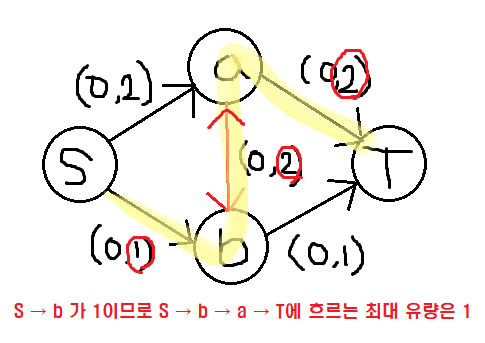 a
(0,2)
(0,2)
S
(0,2)
T
(0,1)
b
(0,1)
S → b 가 1이므로 S → b → a → T에 흐르는 최대 유량은 1